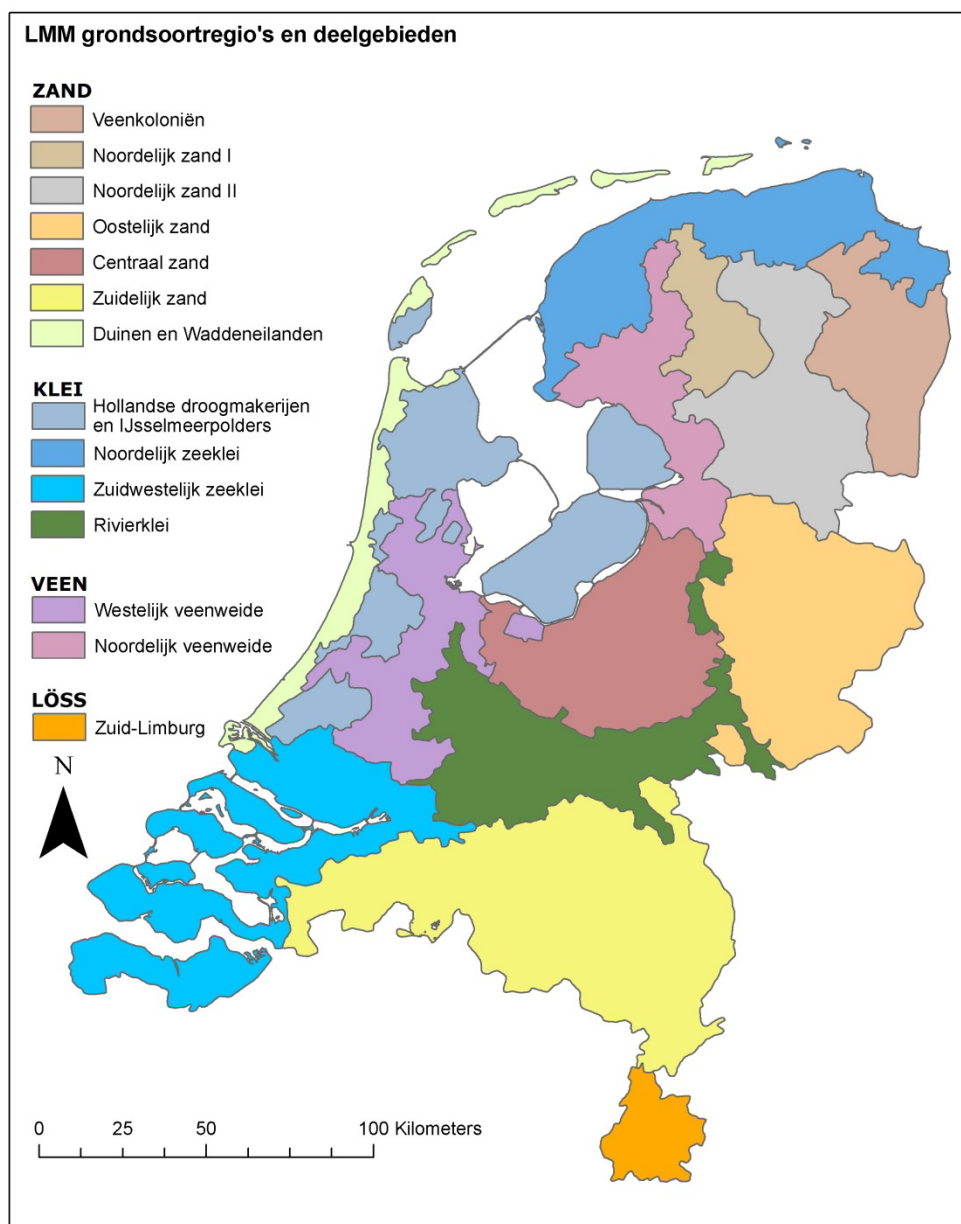 LMM grondsoortregio's en deelgebieden
ZAND
Veenkoloniën
Noordelijk zand I
Noordelijk zand II
Oostelijk zand
Centraal zand
Zuidelijk zand
Duinen en Waddeneilanden
KLEI
Hollandse droogmakerijen
en IJsselmeerpolders
Noordelijk zeeklei
Zuidwestelijk zeeklei
Rivierklei
VEEN
Westelijk veenweide
Noordelijk veenweide
LÖSS
Zuid-Limburg
N
0 25 50 100 Kilometers